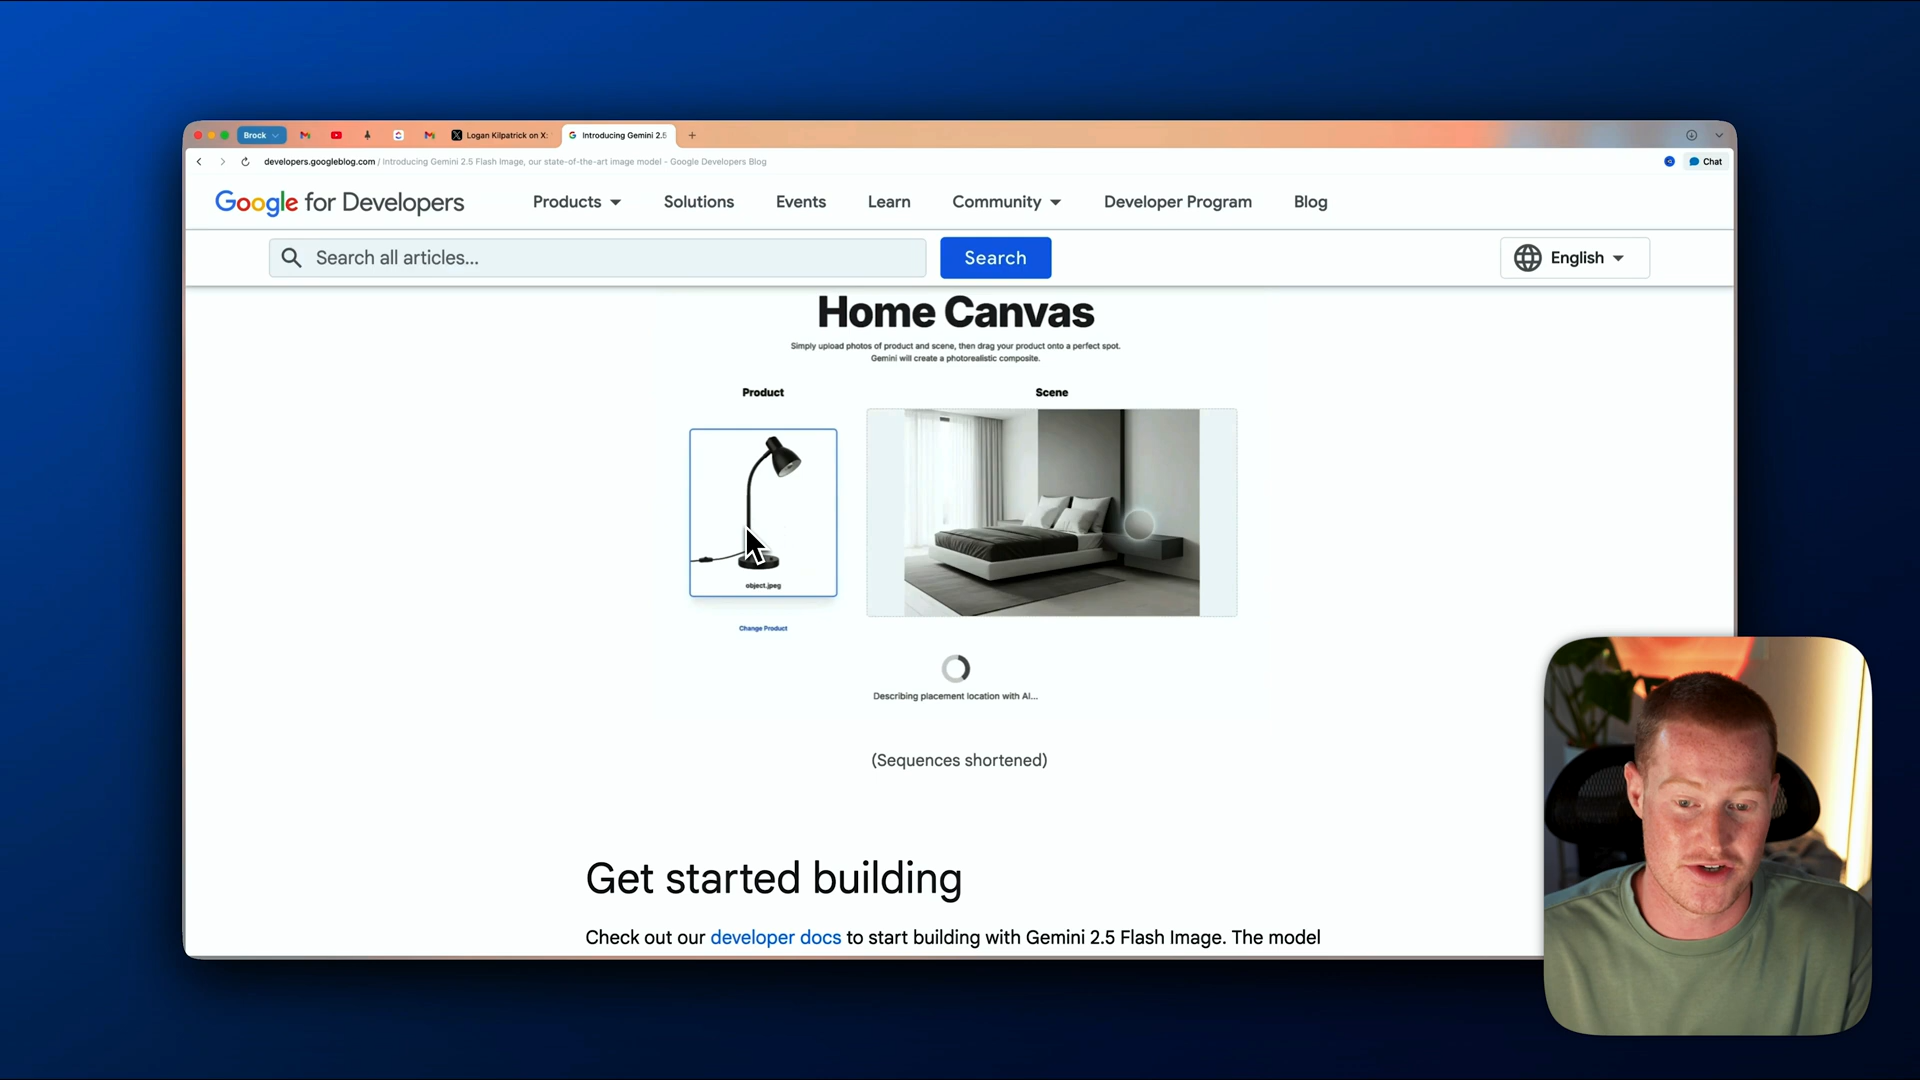 Brock
Logan Kilpatrick on X:
Introducing Gemini 2.5
developers.googleblog.com / Introducing Gemini 2.5 Flash Image, our state-of-the-art image model - Google Developers Blog
Chat
Google for Developers
Products
Solutions
Events
Learn
Community
Developer Program
Blog
Search all articles...
Search
English
Home Canvas
Simply upload photos of product and scene, then drag your product onto a perfect spot.
Gemini will create a photorealistic composite.
Product
Scene
object.jpeg
Change Product
Describing placement location with AI...
(Sequences shortened)
Get started building
Check out our developer docs to start building with Gemini 2.5 Flash Image. The model